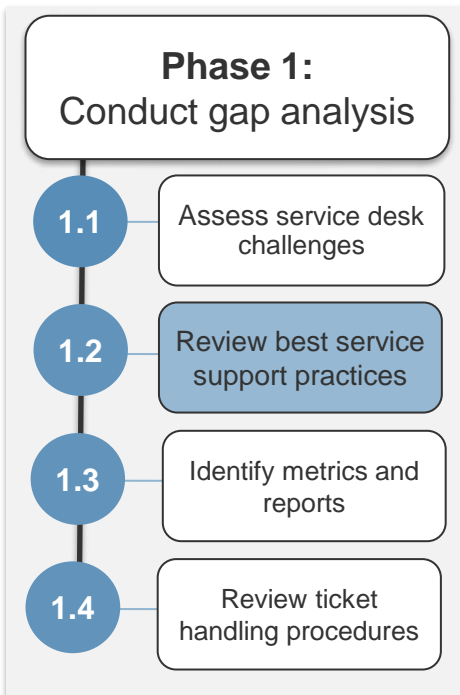 Phase 1:
Conduct gap analysis
1.1
Assess service desk
challenges
1.2
Review best service
support practices
1.3
Identify metrics and
reports
1.4
Review ticket
handling procedures